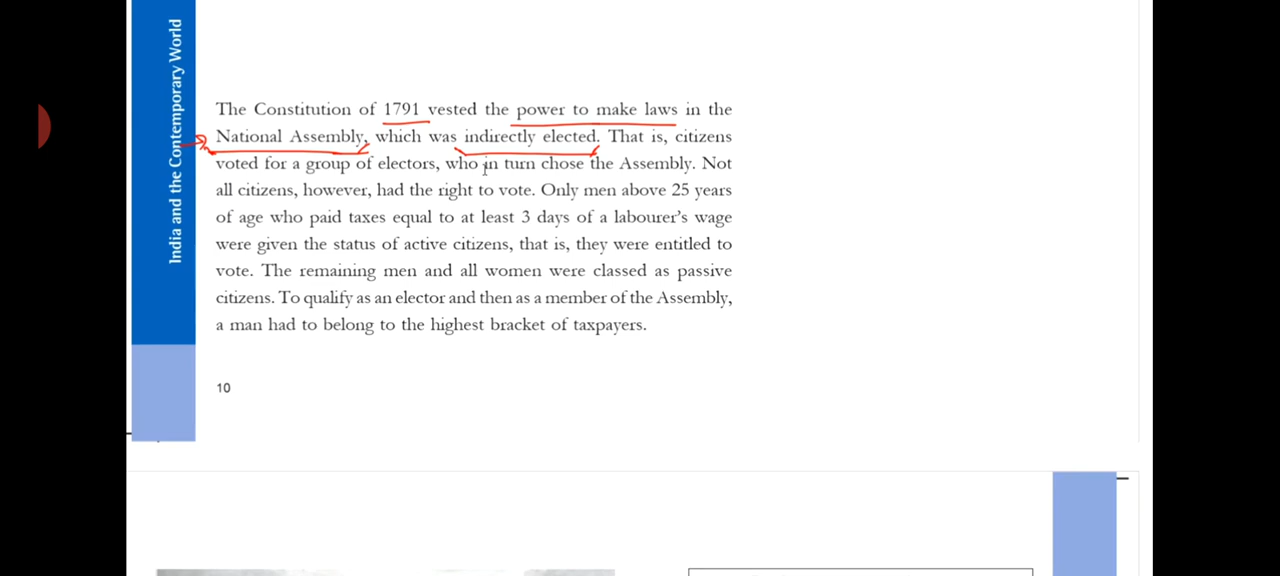 India and the Contemporary World
The Constitution of 1791 vested the power to make laws in the
National Assembly, which was indirectly elected. That is, citizens
voted for a group of electors, who in turn chose the Assembly. Not
all citizens, however, had the right to vote. Only men above 25 years
of age who paid taxes equal to at least 3 days of a labourer's wage
were given the status of active citizens, that is, they were entitled to
vote. The remaining men and all women were classed as passive
citizens. To qualify as an elector and then as a member of the Assembly,
a man had to belong to the highest bracket of taxpayers.
10